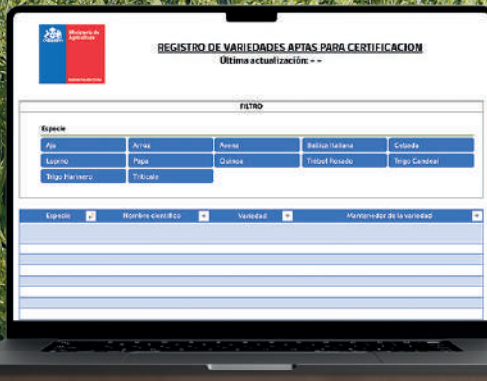 Ministerio de
Agricultura
REGISTRO DE VARIEDADES APTAS PARA CERTIFICACION
Última actualización: - -
FILTRO
Especie
Ajo Arroz Avena Ballica Italiana Cebada
Lupino Papa Quinoa Trébol Rosado Trigo Candeal
Trigo Harinero Triticale
Especie Nombre científico Variedad Mantenedor de la variedad